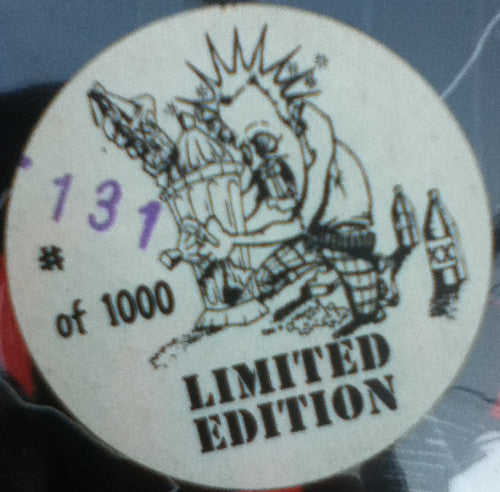 131
# of 1000
LIMITED
EDITION